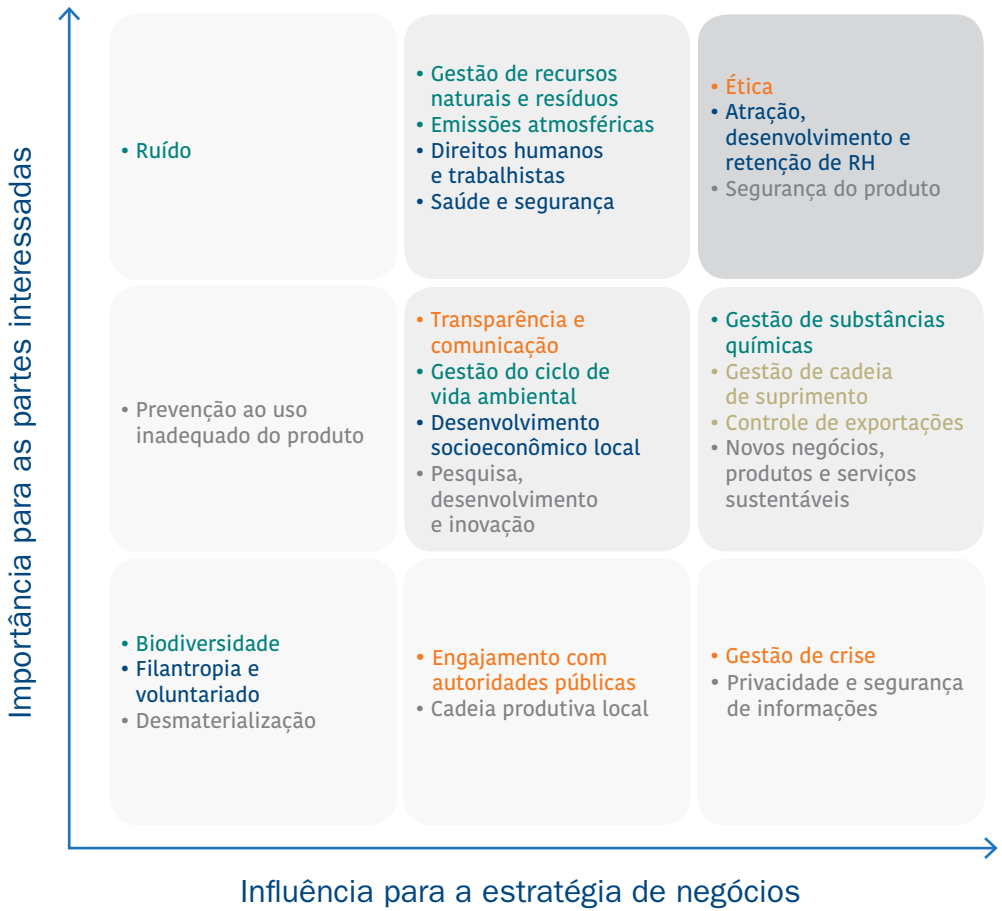 Importância para as partes interessadas
• Ruído
• Gestão de recursos
naturais e resíduos
• Emissões atmosféricas
• Direitos humanos
e trabalhistas
• Saúde e segurança
• Ética
• Atração,
desenvolvimento e
retenção de RH
• Segurança do produto
• Prevenção ao uso
inadequado do produto
• Transparência e
comunicação
• Gestão do ciclo de
vida ambiental
• Desenvolvimento
socioeconômico local
• Pesquisa,
desenvolvimento
e inovação
• Gestão de substâncias
químicas
• Gestão de cadeia
de suprimento
• Controle de exportações
• Novos negócios,
produtos e serviços
sustentáveis
• Biodiversidade
• Filantropia e
voluntariado
• Desmaterialização
• Engajamento com
autoridades públicas
• Cadeia produtiva local
• Gestão de crise
• Privacidade e segurança
de informações
Influência para a estratégia de negócios